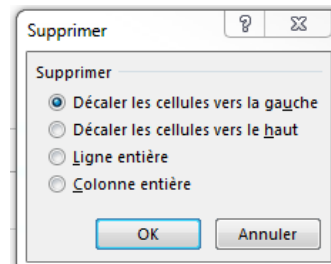 Supprimer
Supprimer
Décaler les cellules vers la gauche
Décaler les cellules vers le haut
Ligne entière
Colonne entière
OK Annuler